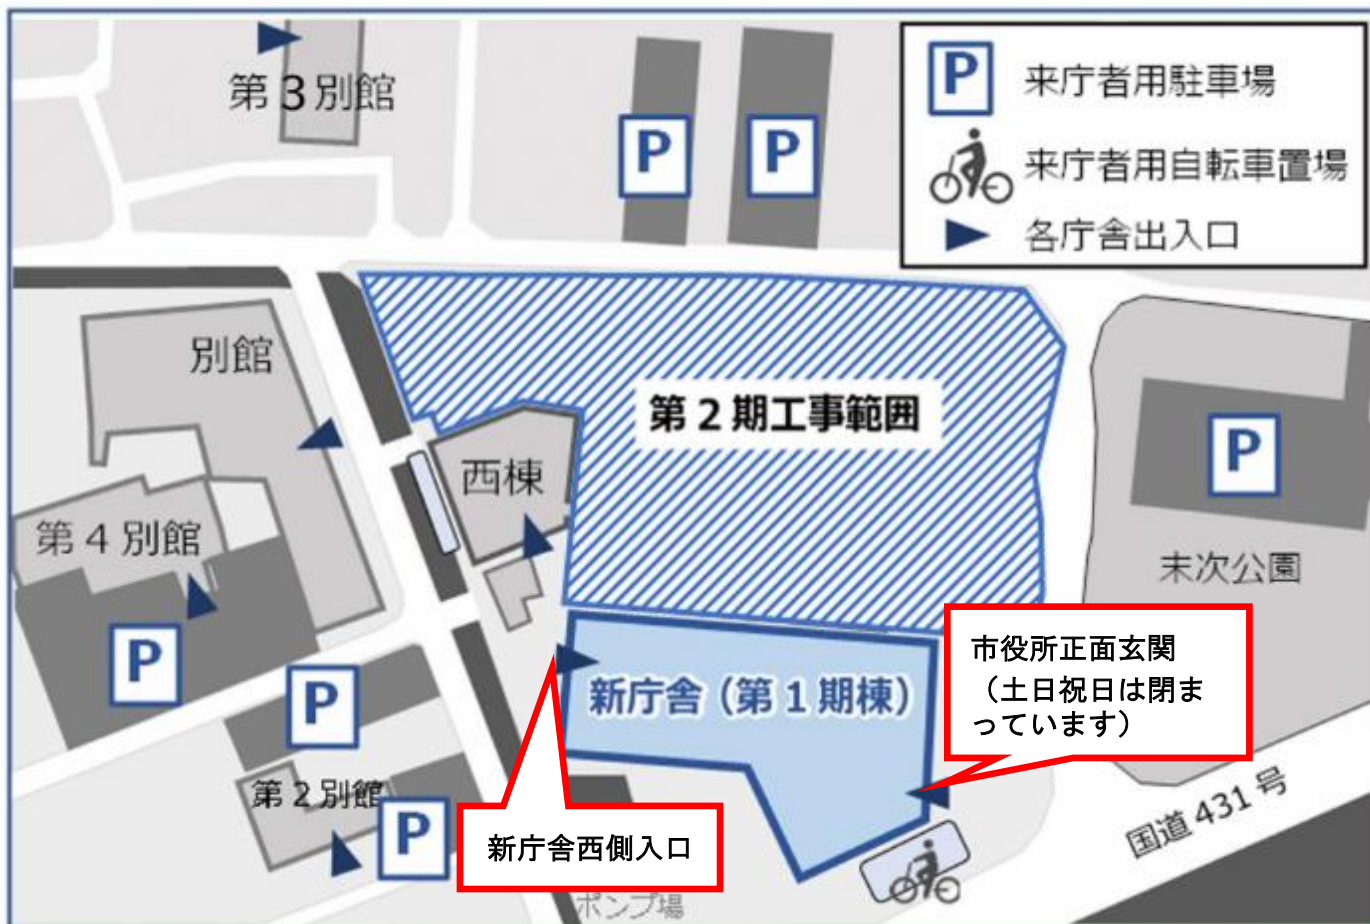 第3別館
P
P
P
来庁者用駐車場
来庁者用自転車置場
各庁舎出入口
別館
第2期工事範囲
西棟
P
第4別館
末次公園
P
市役所正面玄関
（土日祝日は閉ま
っています）
新庁舎（第1期棟）
P
第2別館
P
新庁舎西側入口
国道431号
ポンプ場